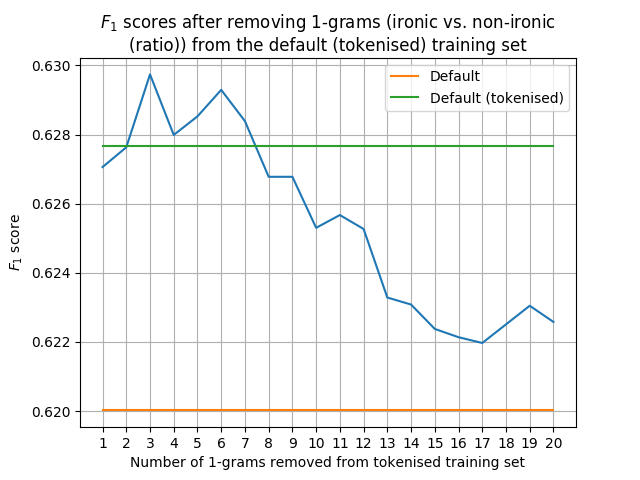 F1 scores after removing 1-grams (ironic vs. non-ironic
(ratio)) from the default (tokenised) training set
0.630
0.628
0.626
0.624
0.622
0.620
F1 score
Default
Default (tokenised)
1 2 3 4 5 6 7 8 9 10 11 12 13 14 15 16 17 18 19 20
Number of 1-grams removed from tokenised training set